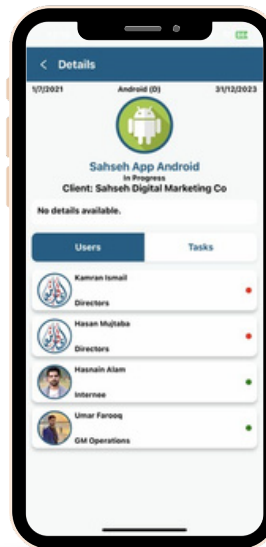 < Details
1/7/2021 Android (0) 31/12/2023
Sahseh App Android
In Progress
Client: Sahseh Digital Marketing Co
No details available.
Users Tasks
Kamran Ismail
Directors
Hasan Mujtaba
Directors
Hasnain Alam
Internee
Umar Farooq
GM Operations